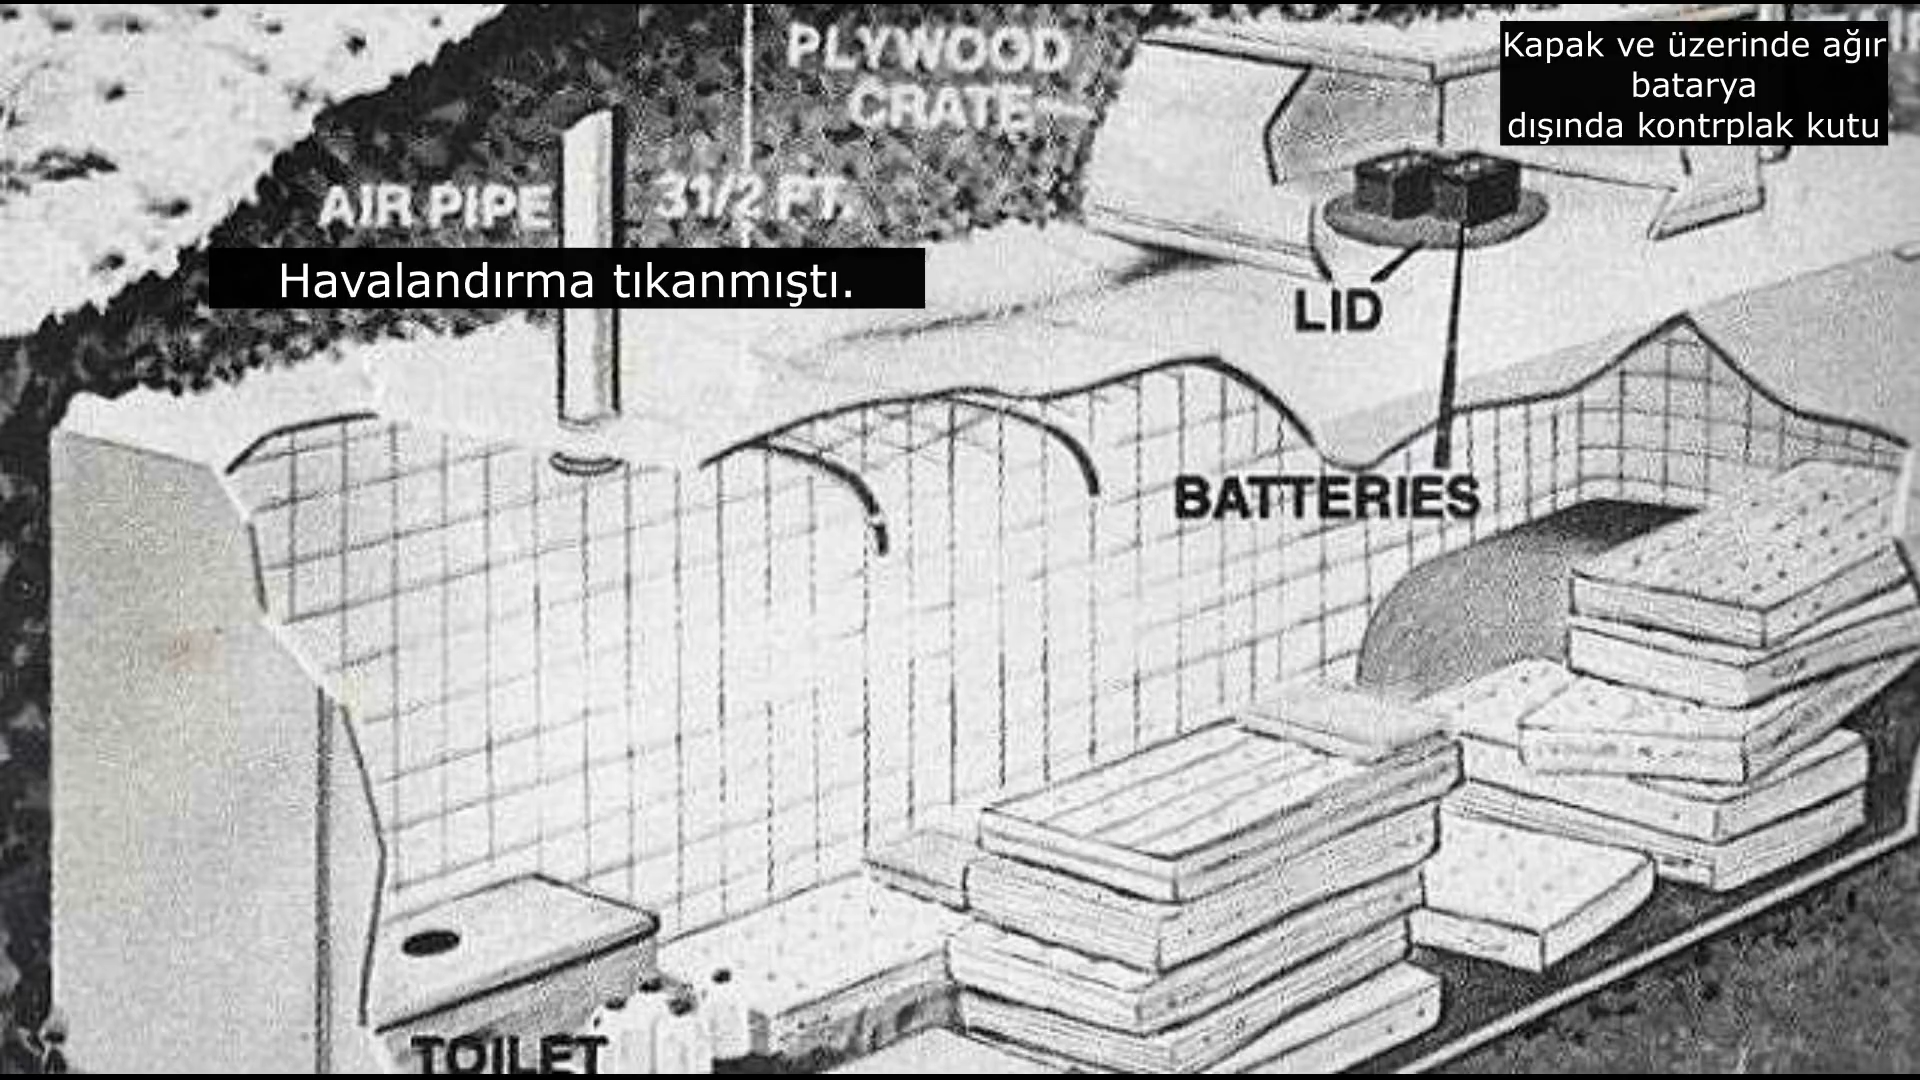 PLYWOOD
CRATE
Kapak ve üzerinde ağır
batarya
dışında kontrplak kutu
AIR PIPE
31/2 FT.
Havalandırma tıkanmıştı.
LID
BATTERIES
TOILET